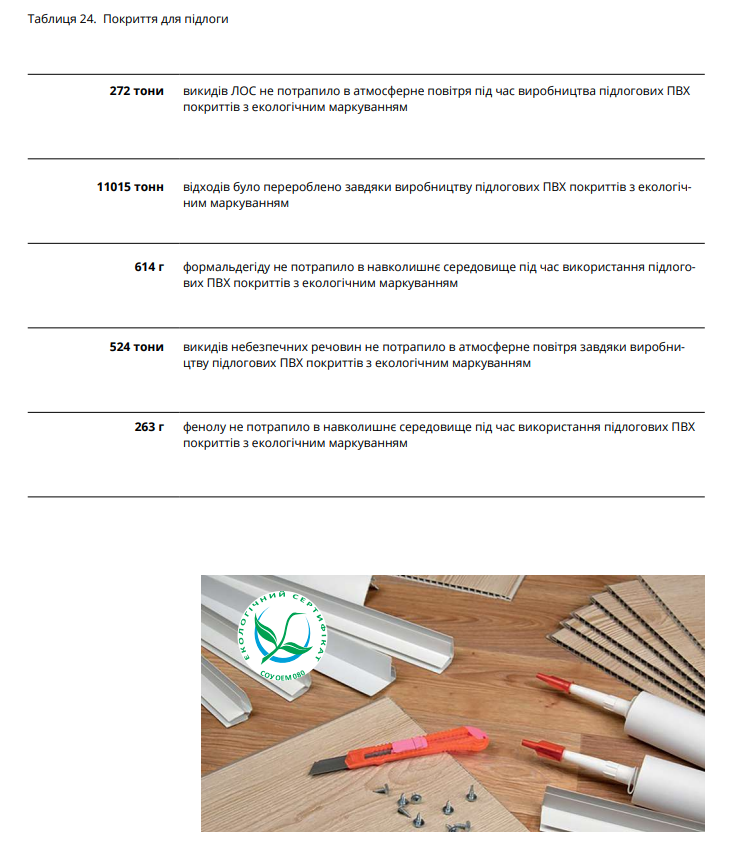 Таблиця 24. Покриття для підлоги
272 тони
викидів ЛОС не потрапило в атмосферне повітря під час виробництва підлогових ПВХ
покриттів з екологічним маркуванням
11015 тонн
відходів було перероблено завдяки виробництву підлогових ПВХ покриттів з екологіч-
ним маркуванням
614 г
формальдегіду не потрапило в навколишнє середовище під час використання підлого-
вих ПВХ покриттів з екологічним маркуванням
524 тони
викидів небезпечних речовин не потрапило в атмосферне повітря завдяки виробни-
цтву підлогових ПВХ покриттів з екологічним маркуванням
263 г
фенолу не потрапило в навколишнє середовище під час використання підлогових ПВХ
покриттів з екологічним маркуванням
ЕКОЛОГІЧНИЙ СЕРТИФІКАТ
СОУ ОЕМ 080